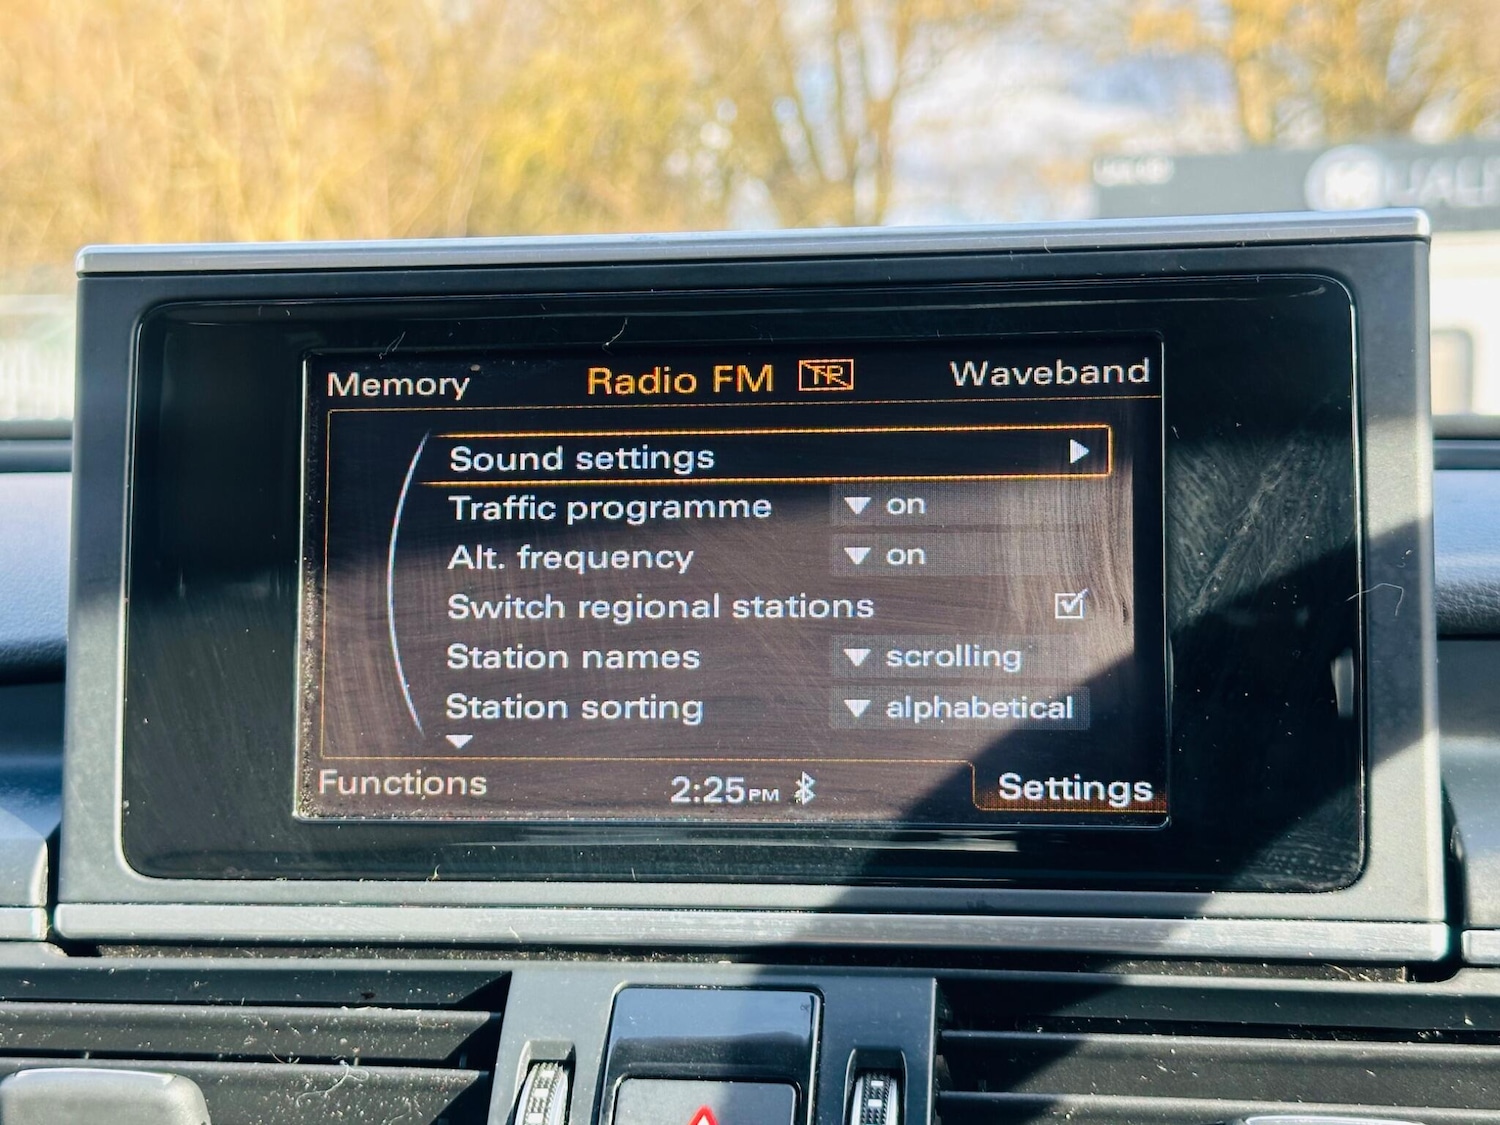 Memory Radio FM TP Waveband
Sound settings
Traffic programme on
Alt. frequency on
Switch regional stations
Station names scrolling
Station sorting alphabetical
Functions 2:25PM Settings